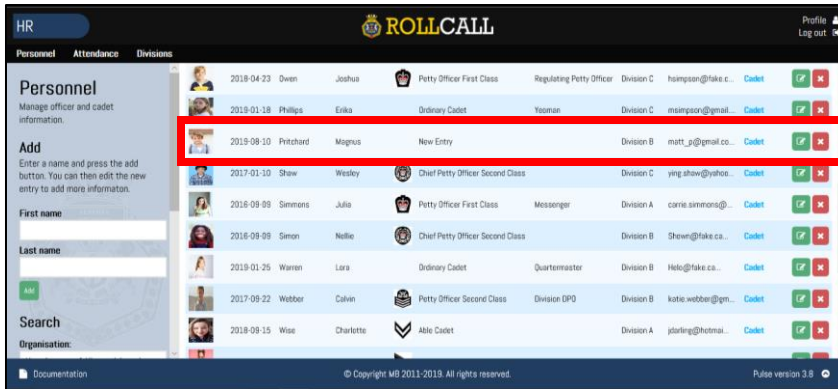 HR
ROLLCALL
Profile
Log out
Personnel Attendance Divisions
Personnel
Manage officer and cadet
information.
Add
Enter a name and press the add
button. You can then edit the new
entry to add more informaton.
First name
Last name
Add
Search
Organisation:
2018-04-23 Owen Joshua Petty Officer First Class Regulating Petty Officer Division C hsimpson@fake.c... Cadet
2019-01-18 Phillips Erika Ordinary Cadet Yeoman Division C msimpson@gmail... Cadet
2019-08-10 Pritchard Magnus New Entry Division B matt_p@gmail.co... Cadet
2017-01-10 Shaw Wesley Chief Petty Officer Second Class Division C ying.shaw@yahoo... Cadet
2016-09-09 Simmons Julia Petty Officer First Class Messenger Division A carrie.simmons@... Cadet
2016-09-09 Simon Nellie Chief Petty Officer Second Class Division B Shawn@fake.ca... Cadet
2019-01-25 Warren Lora Ordinary Cadet Quartermaster Division B Helo@fake.ca... Cadet
2017-09-22 Webber Calvin Petty Officer Second Class Division DPO Division B katie.webber@gm... Cadet
2018-09-15 Wise Charlotte Able Cadet Division A jdarling@hotmai... Cadet
Documentation
© Copyright MB 2011-2019. All rights reserved.
Pulse version 3.8